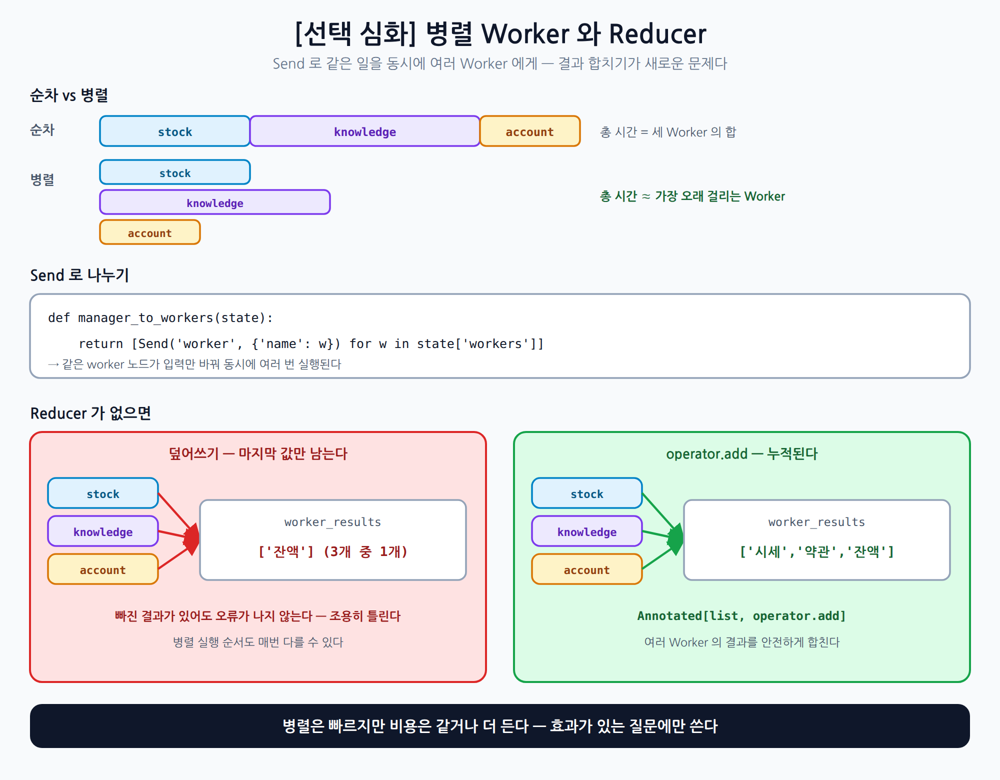 [선택 심화] 병렬 Worker 와 Reducer
Send 로 같은 일을 동시에 여러 Worker 에게 — 결과 합치기가 새로운 문제다
순차 vs 병렬
순차
stock
knowledge
account
총 시간 = 세 Worker 의 합
병렬
stock
knowledge
account
총 시간 ≈ 가장 오래 걸리는 Worker
Send 로 나누기
def manager_to_workers(state):
    return [Send('worker', {'name': w}) for w in state['workers']]
→ 같은 worker 노드가 입력만 바꿔 동시에 여러 번 실행된다
Reducer 가 없으면
덮어쓰기 — 마지막 값만 남는다
stock
knowledge
account
worker_results
['잔액'] (3개 중 1개)
빠진 결과가 있어도 오류가 나지 않는다 — 조용히 틀린다
병렬 실행 순서도 매번 다를 수 있다
operator.add — 누적된다
stock
knowledge
account
worker_results
['시세','약관','잔액']
Annotated[list, operator.add]
여러 Worker 의 결과를 안전하게 합친다
병렬은 빠르지만 비용은 같거나 더 든다 — 효과가 있는 질문에만 쓴다